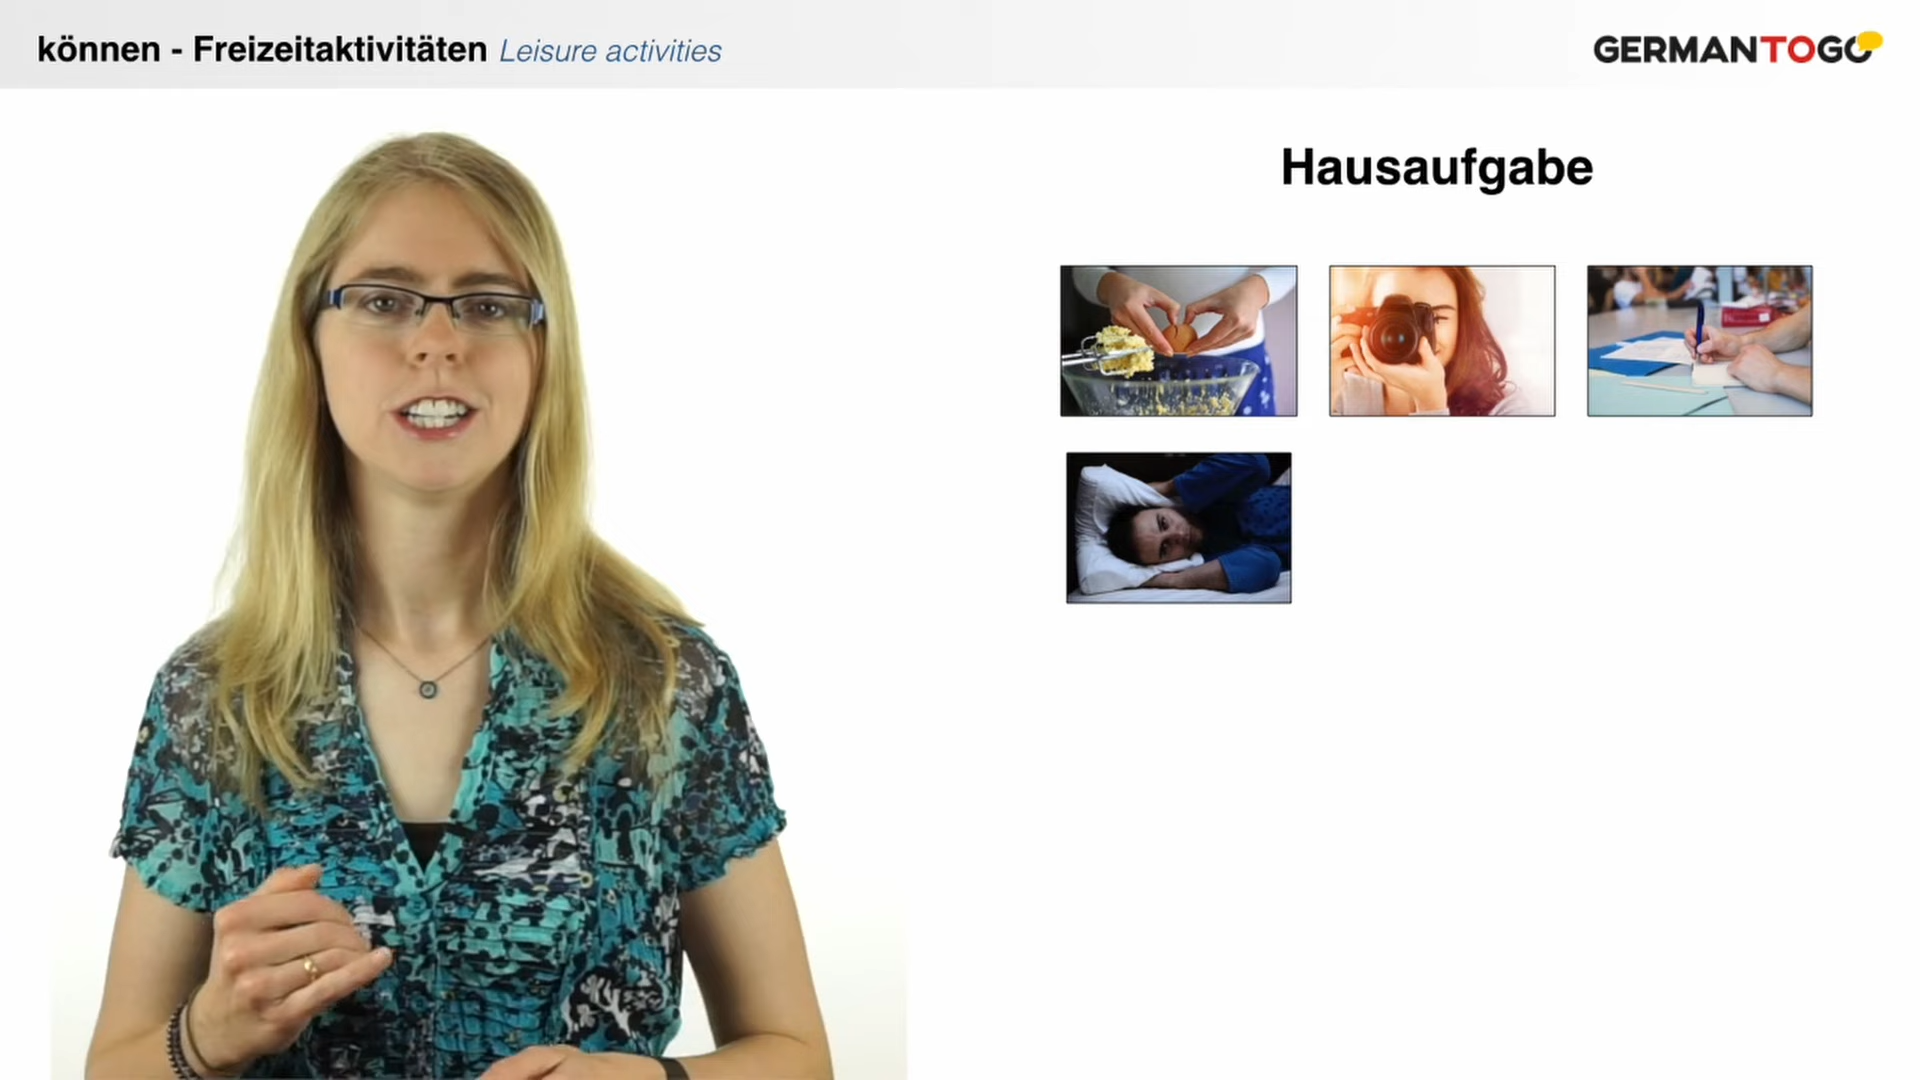 können - Freizeitaktivitäten Leisure activities
GERMANTOGO
Hausaufgabe